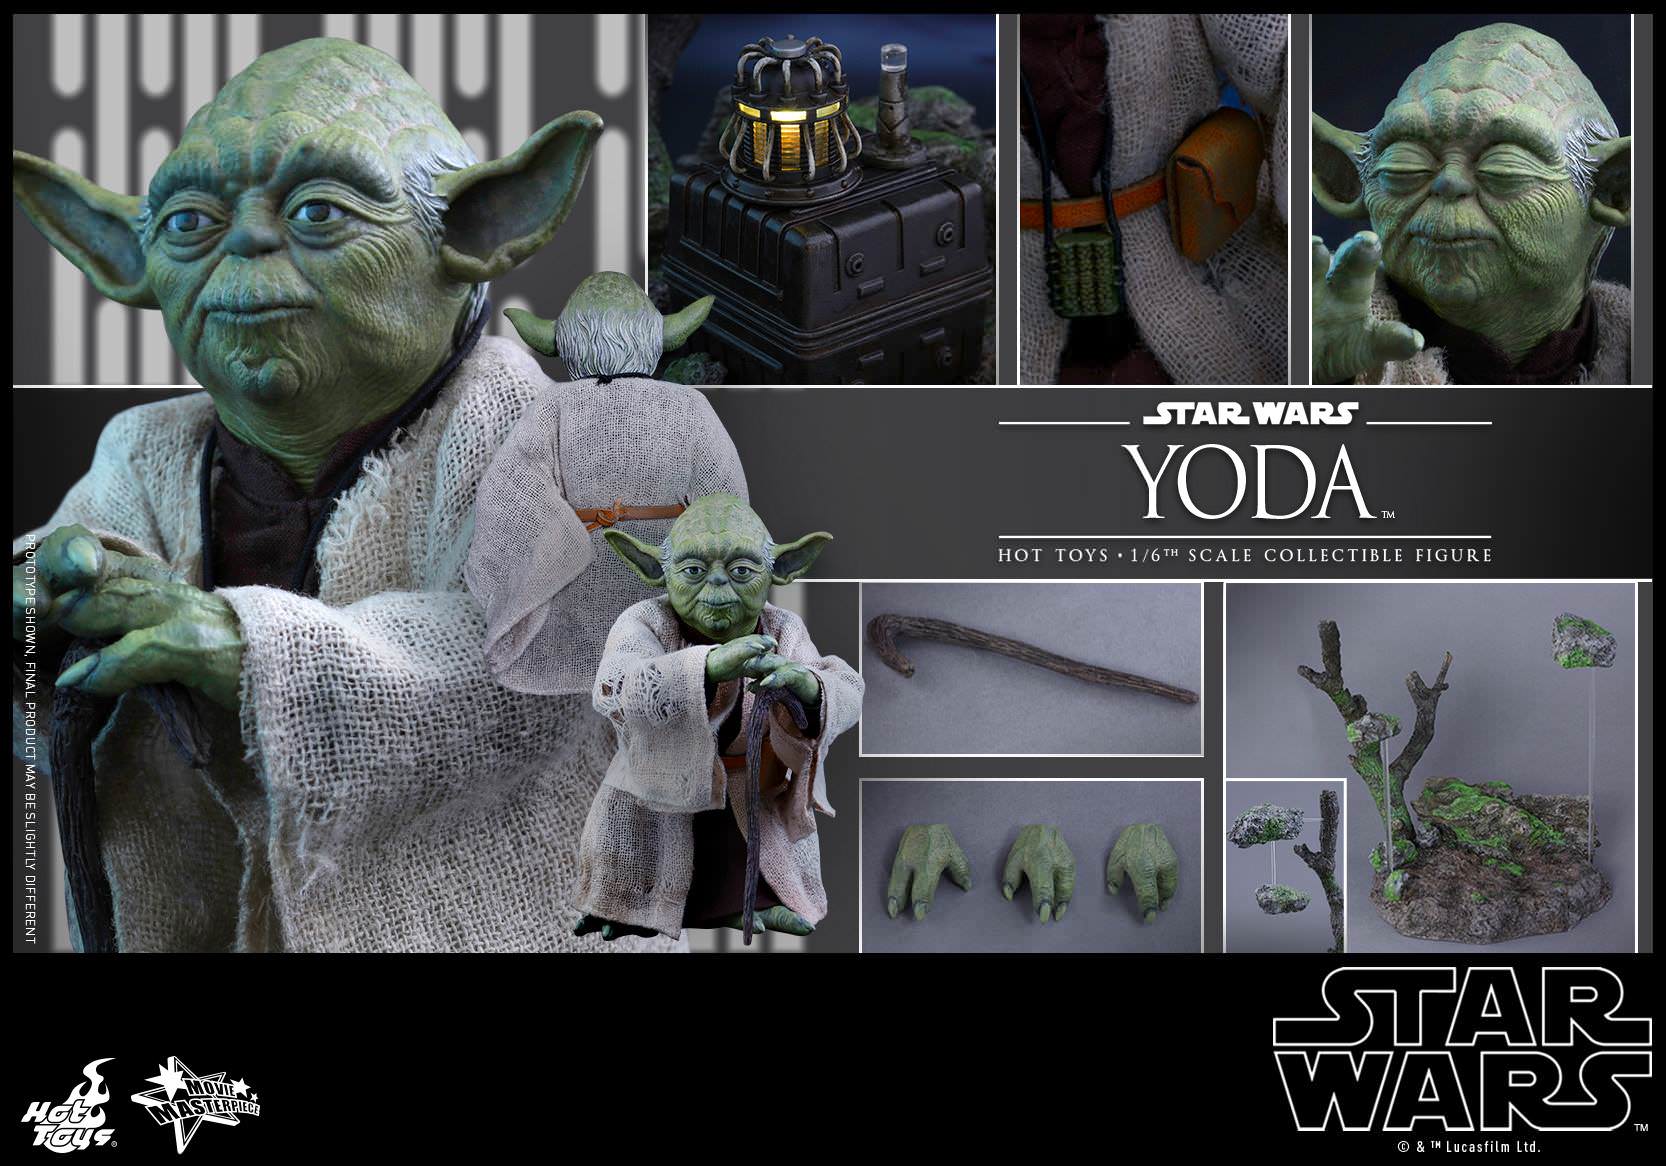 STAR WARS
YODA™
HOT TOYS • 1/6TH SCALE COLLECTIBLE FIGURE
PROTOTYPE SHOWN, FINAL PRODUCT MAY BE SLIGHTLY DIFFERENT
Hot
Toys®
MOVIE
MASTERPIECE
STAR
WARS™
© & ™ Lucasfilm Ltd.